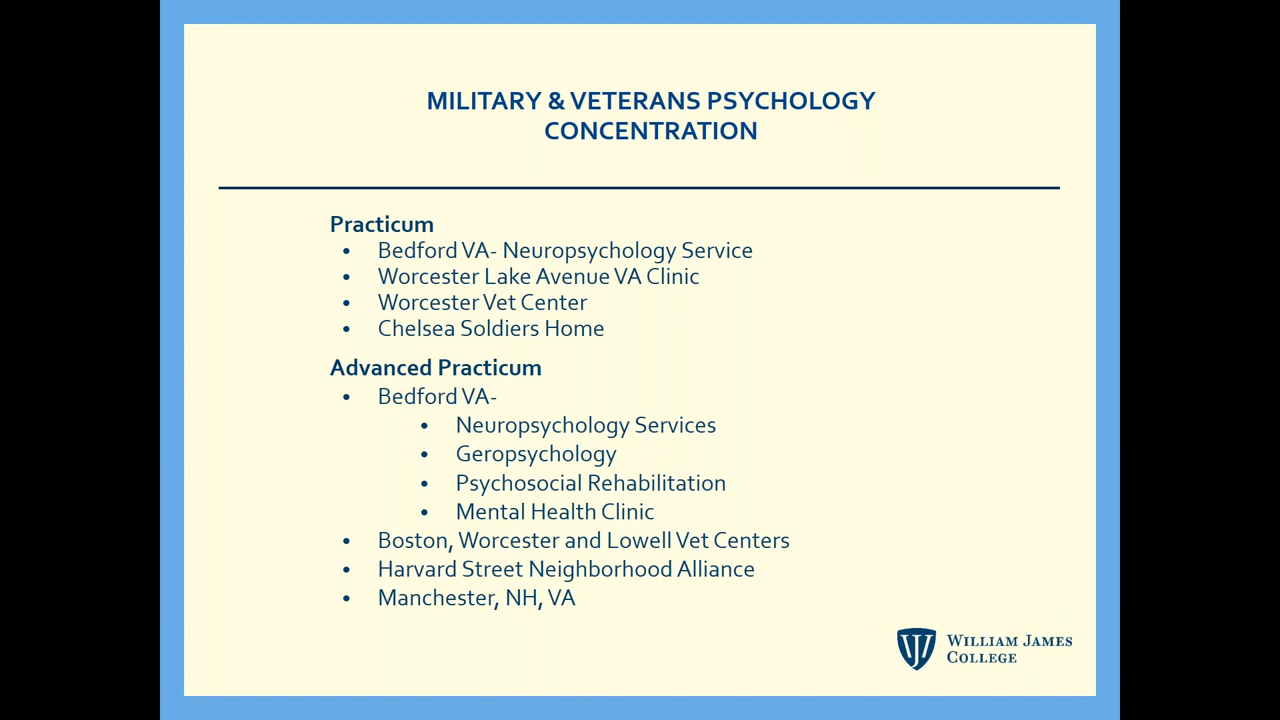 MILITARY & VETERANS PSYCHOLOGY
CONCENTRATION
Practicum
• Bedford VA- Neuropsychology Service
• Worcester Lake Avenue VA Clinic
• Worcester Vet Center
• Chelsea Soldiers Home
Advanced Practicum
• Bedford VA-
• Neuropsychology Services
• Geropsychology
• Psychosocial Rehabilitation
• Mental Health Clinic
• Boston, Worcester and Lowell Vet Centers
• Harvard Street Neighborhood Alliance
• Manchester, NH, VA
WILLIAM JAMES
COLLEGE